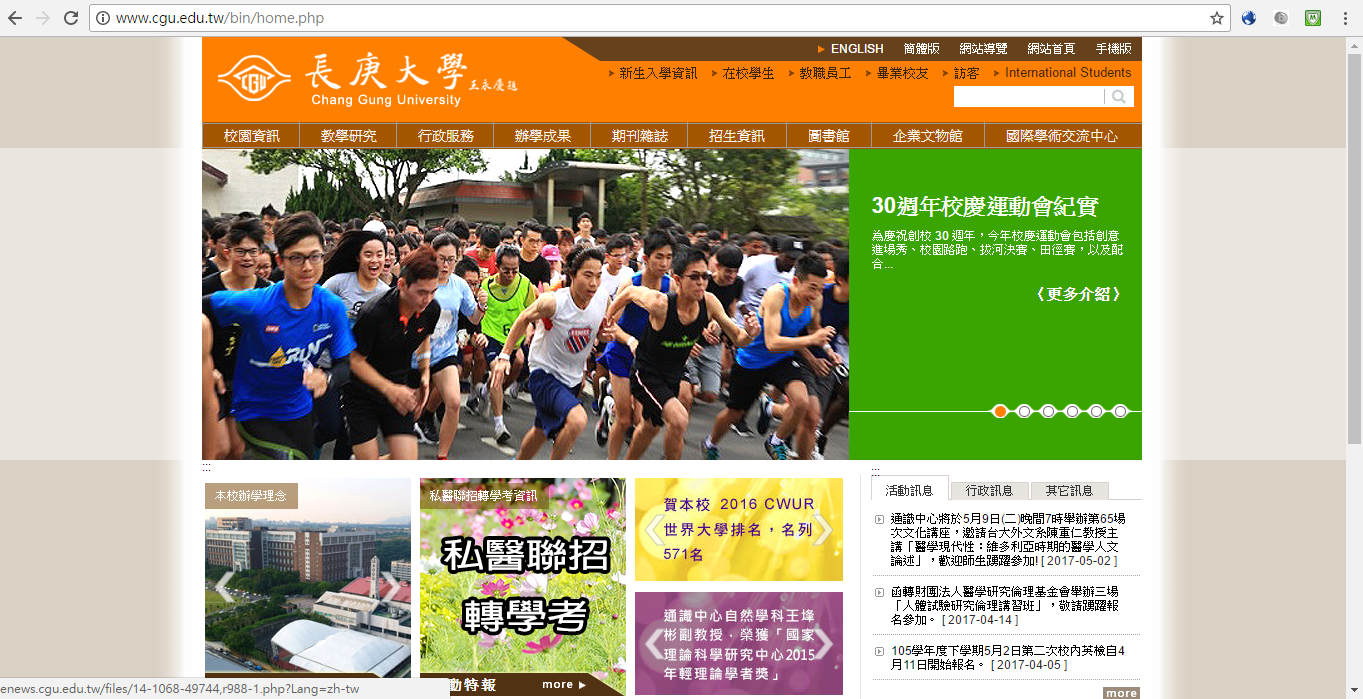 www.cgu.edu.tw/bin/home.php
ENGLISH 簡體版 網站導覽 網站首頁 手機版
CGU 長庚大學 王永慶題
Chang Gung University
新生入學資訊 在校學生 教職員工 畢業校友 訪客 International Students
校園資訊 教學研究 行政服務 辦學成果 期刊雜誌 招生資訊 圖書館 企業文物館 國際學術交流中心
30週年校慶運動會紀實
為慶祝創校 30 週年，今年校慶運動會包括創意
進場秀、校園路跑、拔河決賽、田徑賽，以及配
合...
〈 更多介紹 〉
RUN
:::
本校辦學理念
私醫聯招轉學考資訊
私醫聯招
轉學考
動特報 more
賀本校 2016 CWUR
世界大學排名，名列
571名
通識中心自然學科王烽
彬副教授．榮獲「國家
理論科學研究中心2015
年輕理論學者獎」
:::
活動訊息 行政訊息 其它訊息
通識中心將於5月9日(二)晚間7時舉辦第65場
次文化講座，邀請台大外文系陳重仁教授主
講「醫學現代性：維多利亞時期的醫學人文
論述」，歡迎師生踴躍參加! [ 2017-05-02 ]
函轉財團法人醫學研究倫理基金會舉辦三場
「人體試驗研究倫理講習班」，敬請踴躍報
名參加。 [ 2017-04-14 ]
105學年度下學期5月2日第二次校內英檢自4
月11日開始報名。 [ 2017-04-05 ]
more
enews.cgu.edu.tw/files/14-1068-49744,r988-1.php?Lang=zh-tw